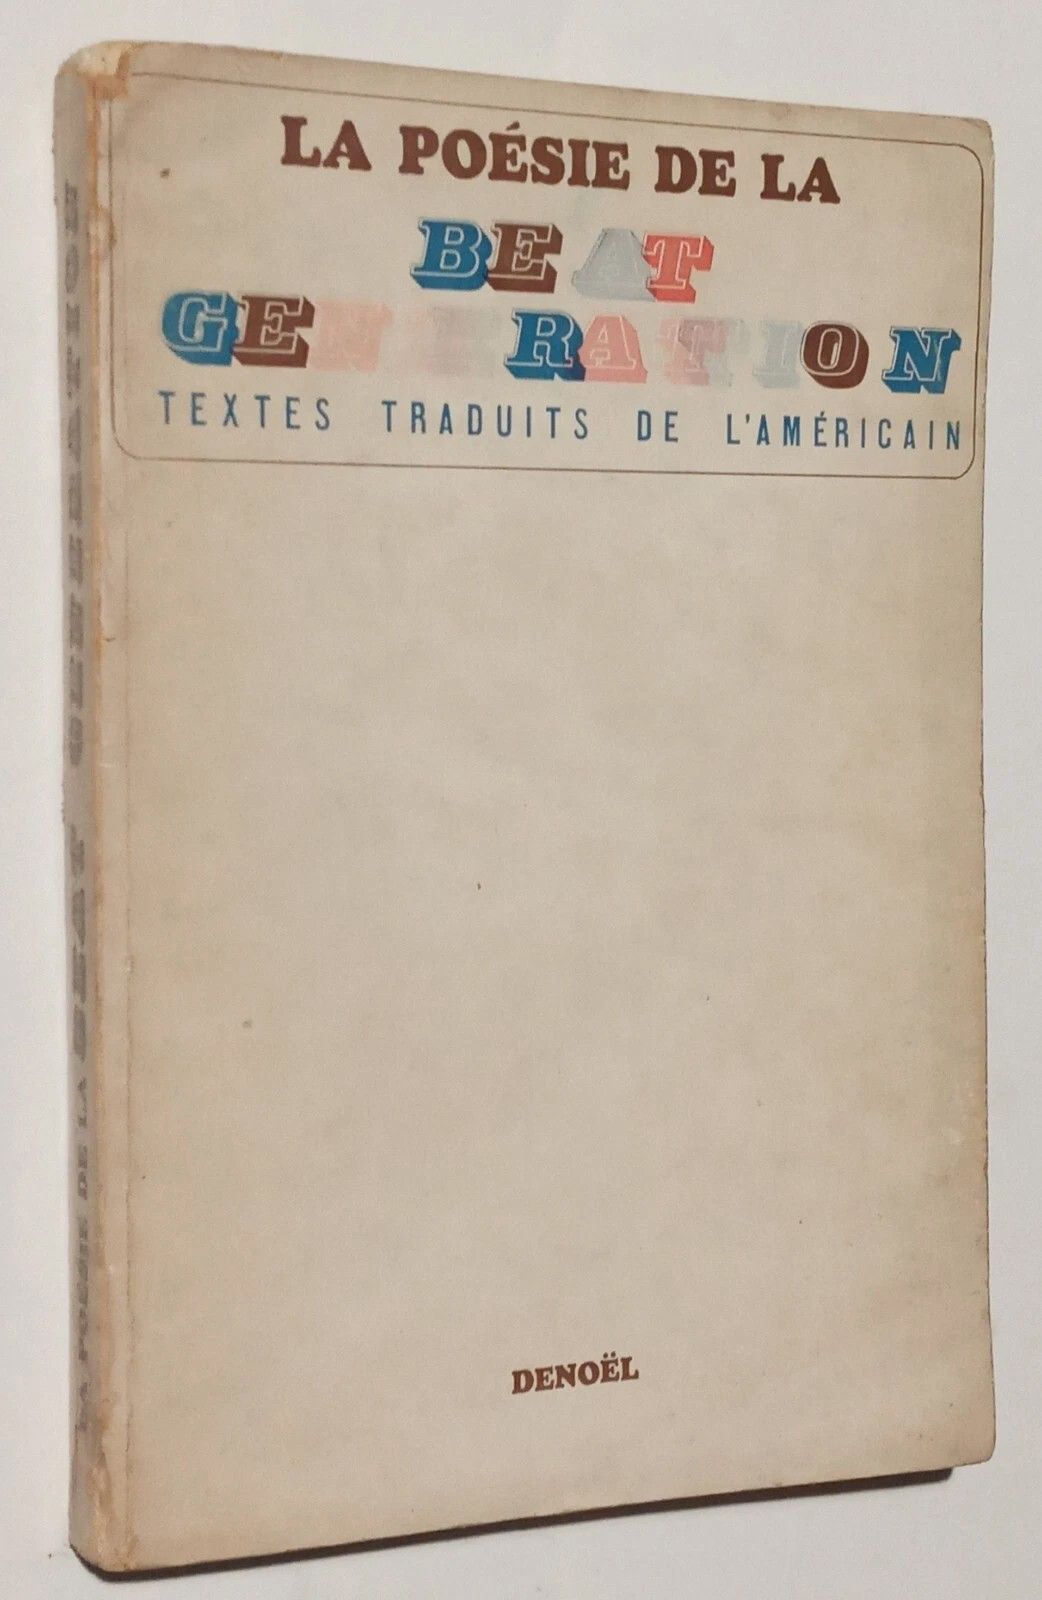 LA POÉSIE DE LA
BEAT
GENERATION
TEXTES TRADUITS DE L'AMÉRICAIN
DENOËL
LA POÉSIE DE LA BEAT GENERATION